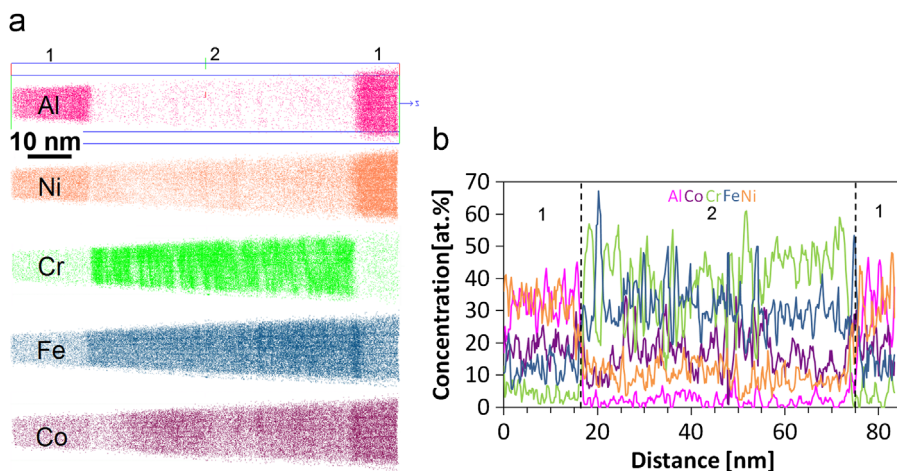 a
1 2 1
Al
10 nm
Ni
Cr
Fe
Co
b
Concentration[at.%]
70
60
50
40
30
20
10
0
AlCoCrFeNi
1 2 1
0 20 40 60 80
Distance [nm]